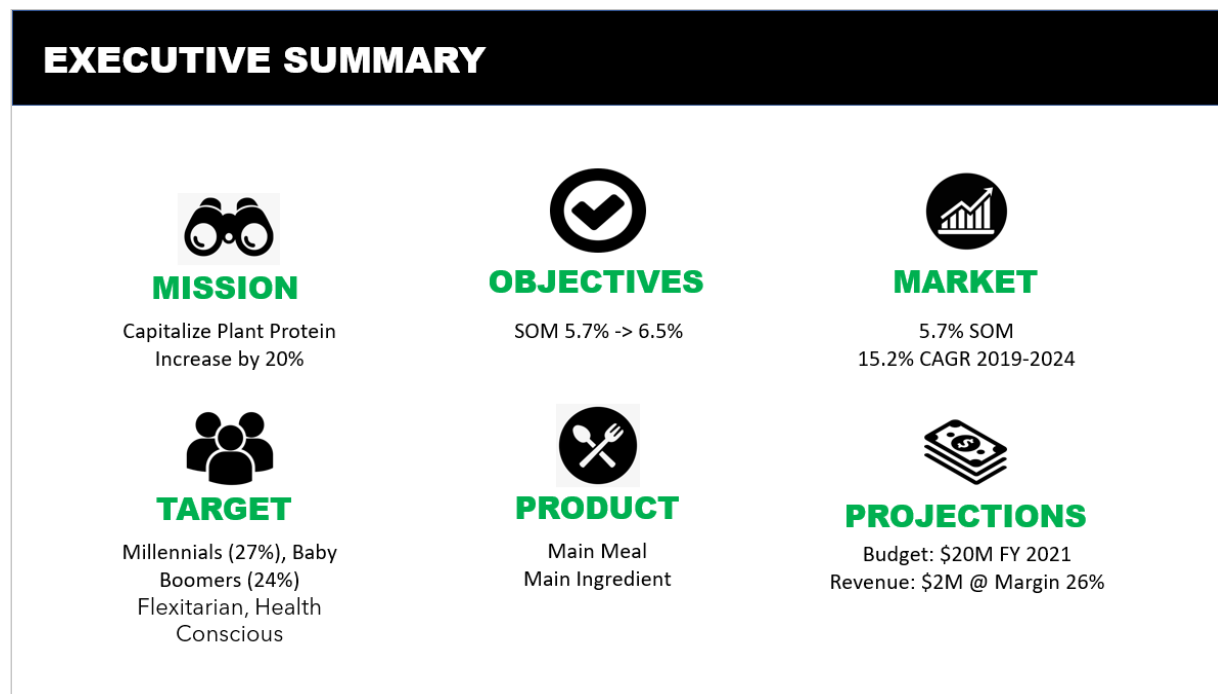 EXECUTIVE SUMMARY
MISSION
Capitalize Plant Protein
Increase by 20%
OBJECTIVES
SOM 5.7% -> 6.5%
MARKET
5.7% SOM
15.2% CAGR 2019-2024
TARGET
Millennials (27%), Baby
Boomers (24%)
Flexitarian, Health
Conscious
PRODUCT
Main Meal
Main Ingredient
PROJECTIONS
Budget: $20M FY 2021
Revenue: $2M @ Margin 26%